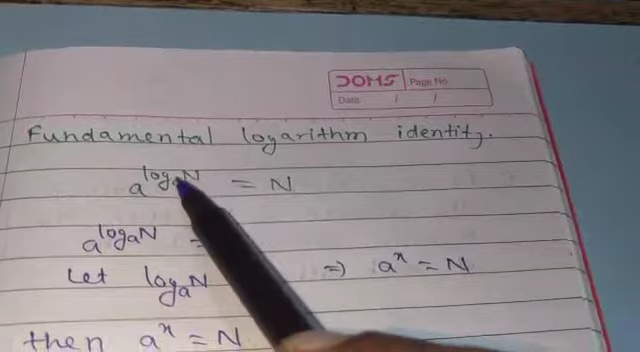 DOMS Page No
Date / /
Fundamental logarithm identity.
a^log_a N = N
a^log_a N =
Let log_a N ⇒ a^x = N
then a^x = N